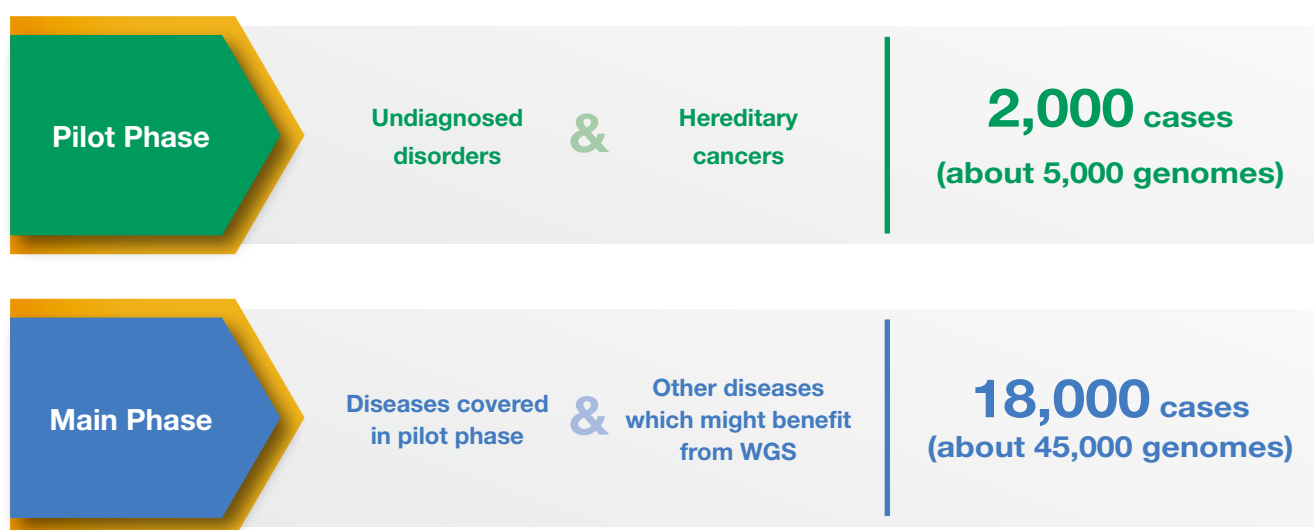 Pilot Phase
Undiagnosed
disorders
&
Hereditary
cancers
2,000 cases
(about 5,000 genomes)
Main Phase
Diseases covered
in pilot phase
&
Other diseases
which might benefit
from WGS
18,000 cases
(about 45,000 genomes)